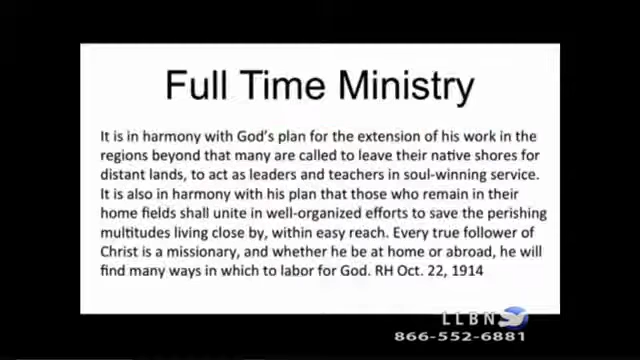 Full Time Ministry
It is in harmony with God's plan for the extension of his work in the
regions beyond that many are called to leave their native shores for
distant lands, to act as leaders and teachers in soul-winning service.
It is also in harmony with his plan that those who remain in their
home fields shall unite in well-organized efforts to save the perishing
multitudes living close by, within easy reach. Every true follower of
Christ is a missionary, and whether he be at home or abroad, he will
find many ways in which to labor for God. RH Oct. 22, 1914
LLBN
866-552-6881